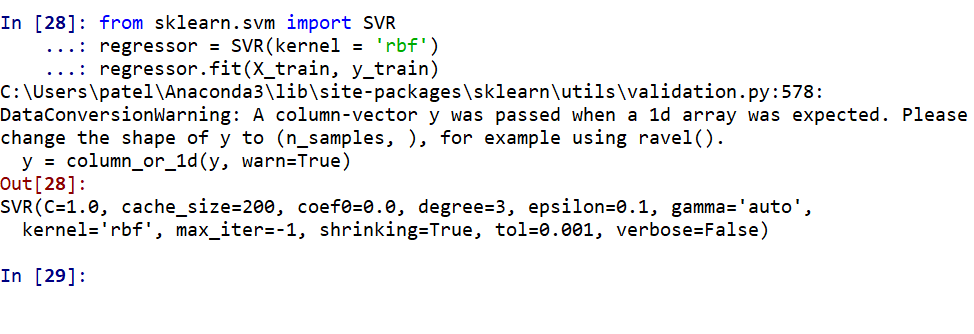 In [28]: from sklearn.svm import SVR
    ...: regressor = SVR(kernel = 'rbf')
    ...: regressor.fit(X_train, y_train)
C:\Users\patel\Anaconda3\lib\site-packages\sklearn\utils\validation.py:578:
DataConversionWarning: A column-vector y was passed when a 1d array was expected. Please
change the shape of y to (n_samples, ), for example using ravel().
  y = column_or_1d(y, warn=True)
Out[28]:
SVR(C=1.0, cache_size=200, coef0=0.0, degree=3, epsilon=0.1, gamma='auto',
  kernel='rbf', max_iter=-1, shrinking=True, tol=0.001, verbose=False)
In [29]: